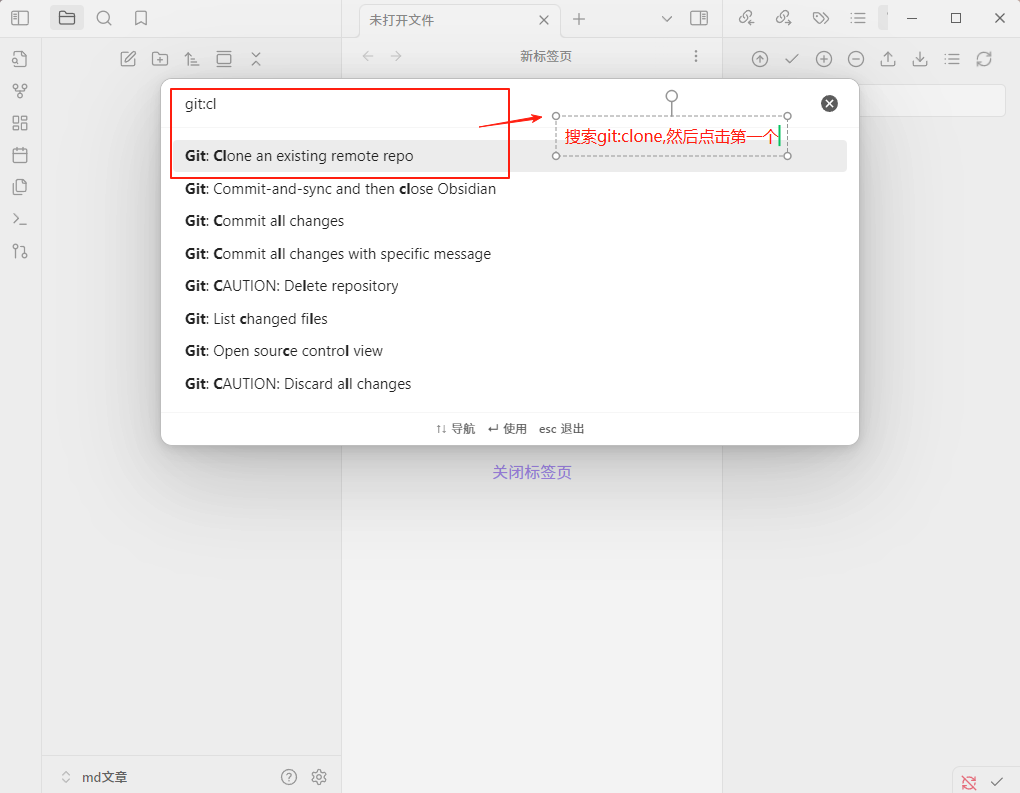 未打开文件
新标签页
git:cl
搜索git:clone,然后点击第一个
Git: Clone an existing remote repo
Git: Commit-and-sync and then close Obsidian
Git: Commit all changes
Git: Commit all changes with specific message
Git: CAUTION: Delete repository
Git: List changed files
Git: Open source control view
Git: CAUTION: Discard all changes
↑↓ 导航 ↵ 使用 esc 退出
关闭标签页
md文章